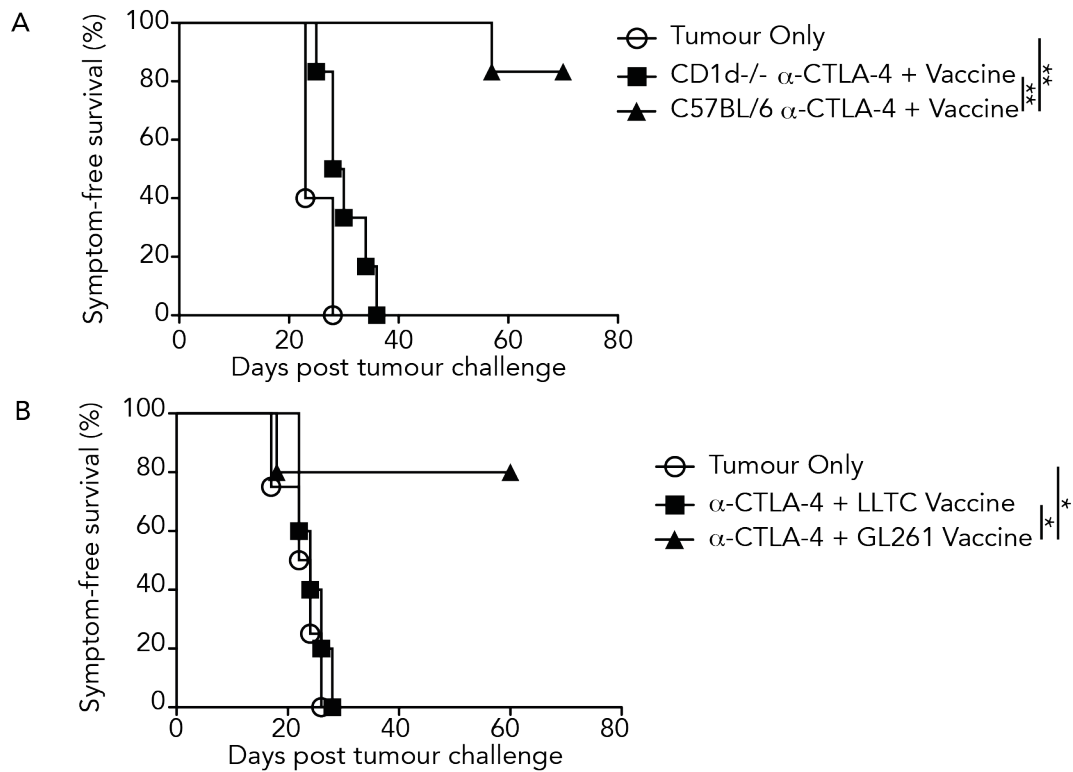 A
Symptom-free survival (%)
100
80
60
40
20
0
0 20 40 60 80
Days post tumour challenge
Tumour Only
CD1d-/- α-CTLA-4 + Vaccine
C57BL/6 α-CTLA-4 + Vaccine
**
**
B
Symptom-free survival (%)
100
80
60
40
20
0
0 20 40 60 80
Days post tumour challenge
Tumour Only
α-CTLA-4 + LLTC Vaccine
α-CTLA-4 + GL261 Vaccine
*
*